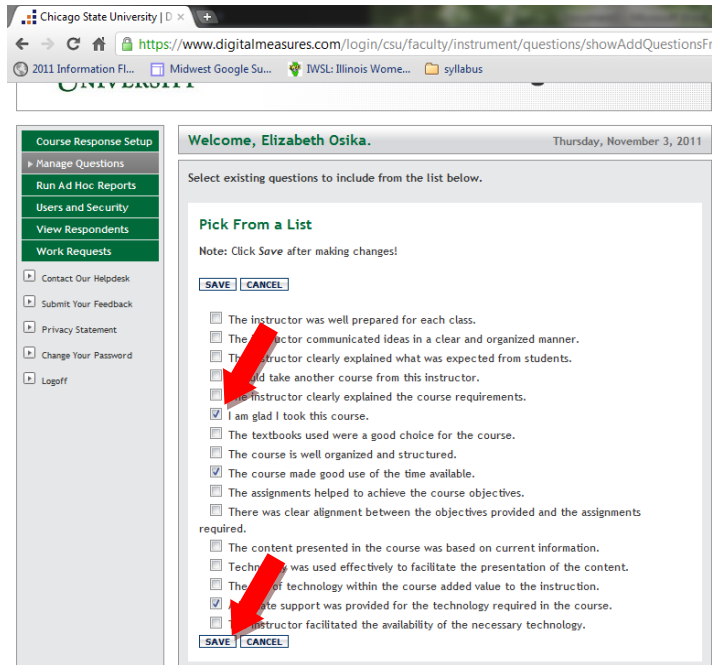 Chicago State University | D
https://www.digitalmeasures.com/login/csu/faculty/instrument/questions/showAddQuestionsFr
2011 Information Fl... Midwest Google Su... IWSL: Illinois Wome... syllabus
UNIVERSITY
Course Response Setup
Manage Questions
Run Ad Hoc Reports
Users and Security
View Respondents
Work Requests
Contact Our Helpdesk
Submit Your Feedback
Privacy Statement
Change Your Password
Logoff
Welcome, Elizabeth Osika. Thursday, November 3, 2011
Select existing questions to include from the list below.
Pick From a List
Note: Click Save after making changes!
SAVE CANCEL
The instructor was well prepared for each class.
The instructor communicated ideas in a clear and organized manner.
The instructor clearly explained what was expected from students.
take another course from this instructor.
The instructor clearly explained the course requirements.
I am glad I took this course.
The textbooks used were a good choice for the course.
The course is well organized and structured.
The course made good use of the time available.
The assignments helped to achieve the course objectives.
There was clear alignment between the objectives provided and the assignments
required.
The content presented in the course was based on current information.
Technology was used effectively to facilitate the presentation of the content.
The of technology within the course added value to the instruction.
support was provided for the technology required in the course.
The instructor facilitated the availability of the necessary technology.
SAVE CANCEL